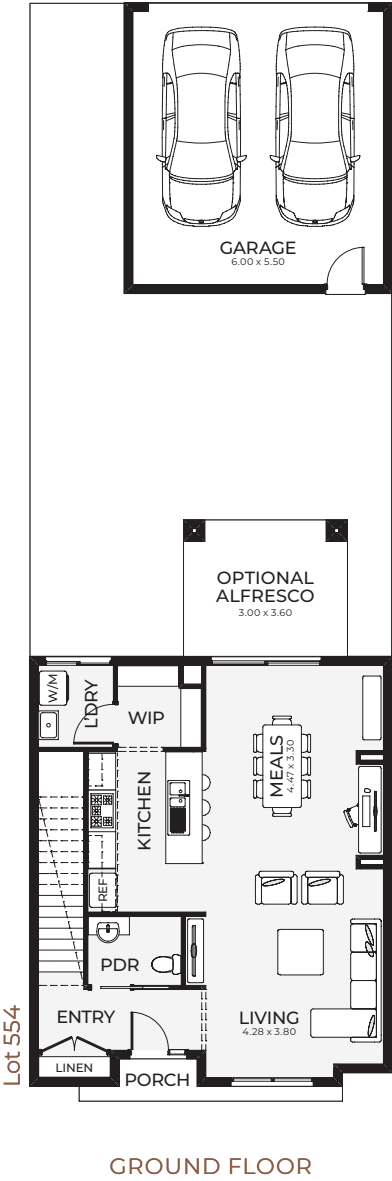 GARAGE
6.00 x 5.50
OPTIONAL
ALFRESCO
3.00 x 3.60
W/M
L'DRY
WIP
MEALS
4.47 x 3.30
KITCHEN
REF
PDR
ENTRY
LIVING
4.28 x 3.80
LINEN
PORCH
Lot 554
GROUND FLOOR